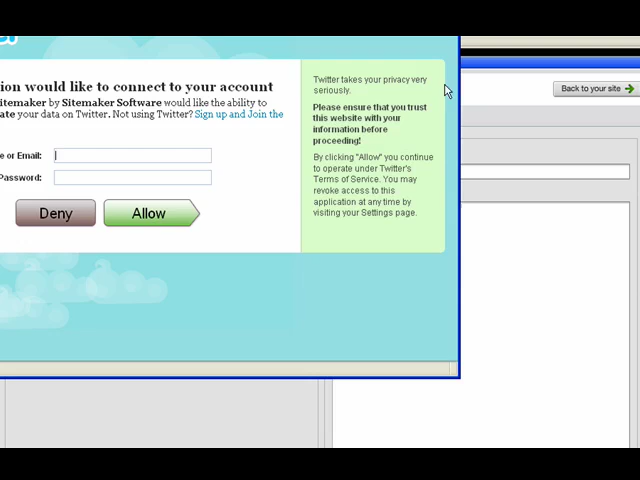 ion would like to connect to your account
itemaker by Sitemaker Software would like the ability to
ate your data on Twitter. Not using Twitter? Sign up and Join the
e or Email:
Password:
Deny
Allow
Twitter takes your privacy very
seriously.
Please ensure that you trust
this website with your
information before
proceeding!
By clicking "Allow" you continue
to operate under Twitter's
Terms of Service. You may
revoke access to this
application at any time by
visiting your Settings page.
Back to your site